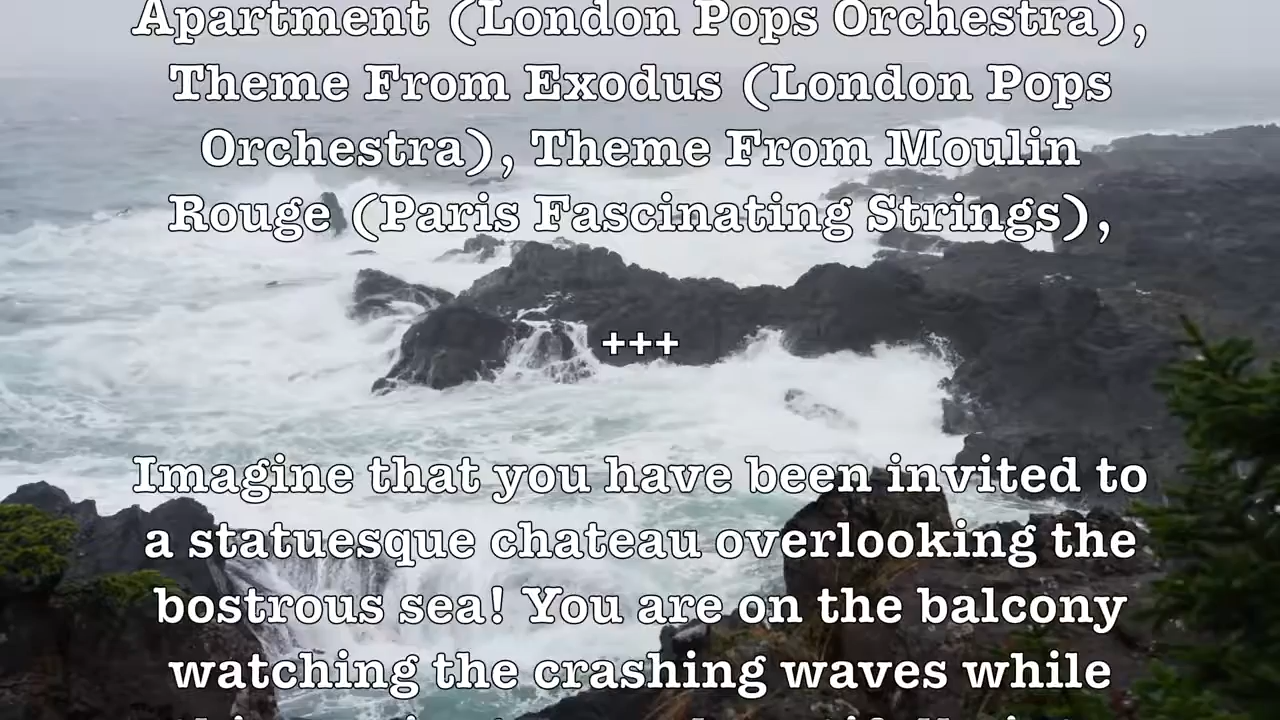 Apartment (London Pops Orchestra),
Theme From Exodus (London Pops
Orchestra), Theme From Moulin
Rouge (Paris Fascinating Strings),
+++
Imagine that you have been invited to
a statuesque chateau overlooking the
bostrous sea! You are on the balcony
watching the crashing waves while